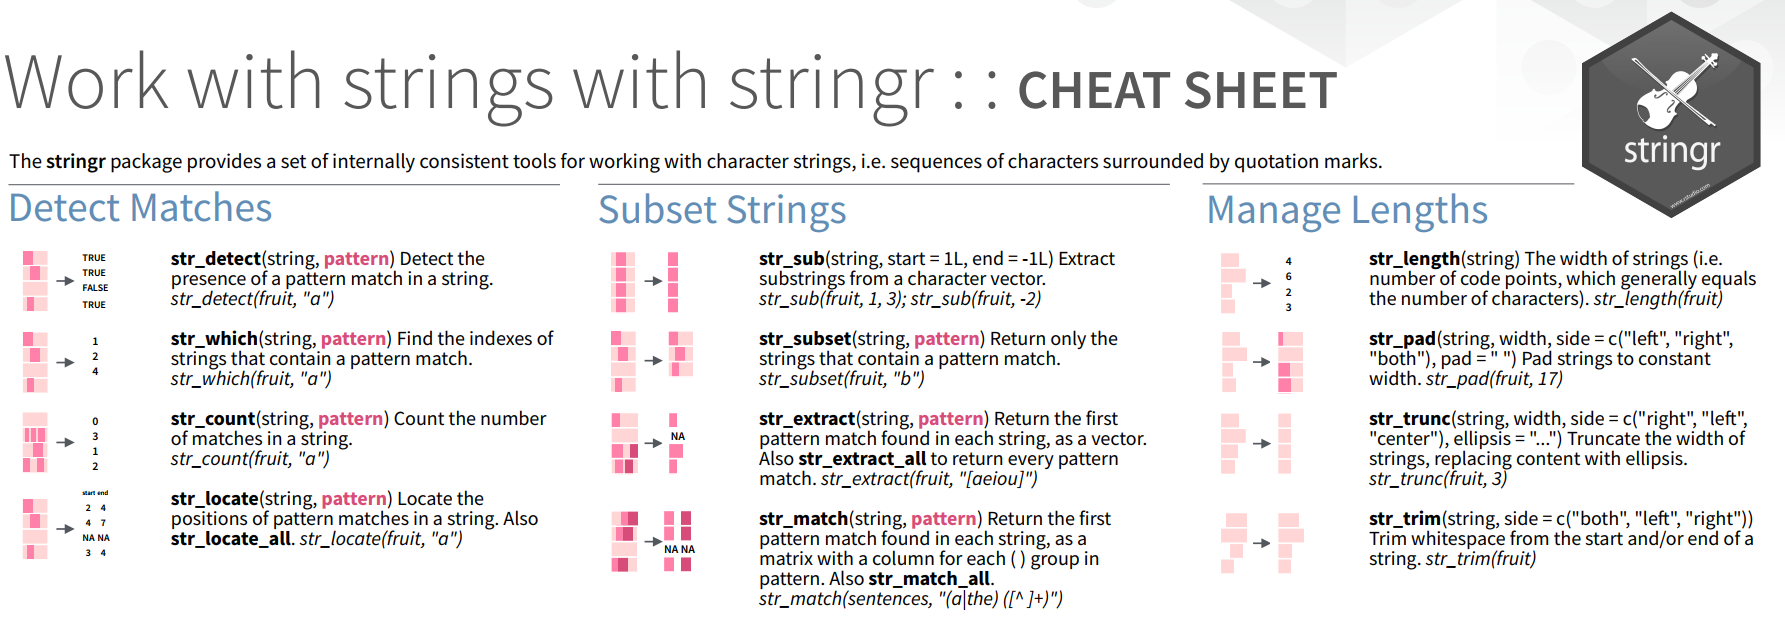 Work with strings with stringr : : CHEAT SHEET
stringr
www.rstudio.com
The stringr package provides a set of internally consistent tools for working with character strings, i.e. sequences of characters surrounded by quotation marks.
Detect Matches
TRUE
TRUE
FALSE
TRUE
str_detect(string, pattern) Detect the
presence of a pattern match in a string.
str_detect(fruit, "a")
1
2
4
str_which(string, pattern) Find the indexes of
strings that contain a pattern match.
str_which(fruit, "a")
0
3
1
2
str_count(string, pattern) Count the number
of matches in a string.
str_count(fruit, "a")
start end
2 4
4 7
NA NA
3 4
str_locate(string, pattern) Locate the
positions of pattern matches in a string. Also
str_locate_all. str_locate(fruit, "a")
Subset Strings
str_sub(string, start = 1L, end = -1L) Extract
substrings from a character vector.
str_sub(fruit, 1, 3); str_sub(fruit, -2)
str_subset(string, pattern) Return only the
strings that contain a pattern match.
str_subset(fruit, "b")
NA
str_extract(string, pattern) Return the first
pattern match found in each string, as a vector.
Also str_extract_all to return every pattern
match. str_extract(fruit, "[aeiou]")
NA NA
str_match(string, pattern) Return the first
pattern match found in each string, as a
matrix with a column for each ( ) group in
pattern. Also str_match_all.
str_match(sentences, "(a|the) ([^ ]+)")
Manage Lengths
4
6
2
3
str_length(string) The width of strings (i.e.
number of code points, which generally equals
the number of characters). str_length(fruit)
str_pad(string, width, side = c("left", "right",
"both"), pad = " ") Pad strings to constant
width. str_pad(fruit, 17)
str_trunc(string, width, side = c("right", "left",
"center"), ellipsis = "...") Truncate the width of
strings, replacing content with ellipsis.
str_trunc(fruit, 3)
str_trim(string, side = c("both", "left", "right"))
Trim whitespace from the start and/or end of a
string. str_trim(fruit)